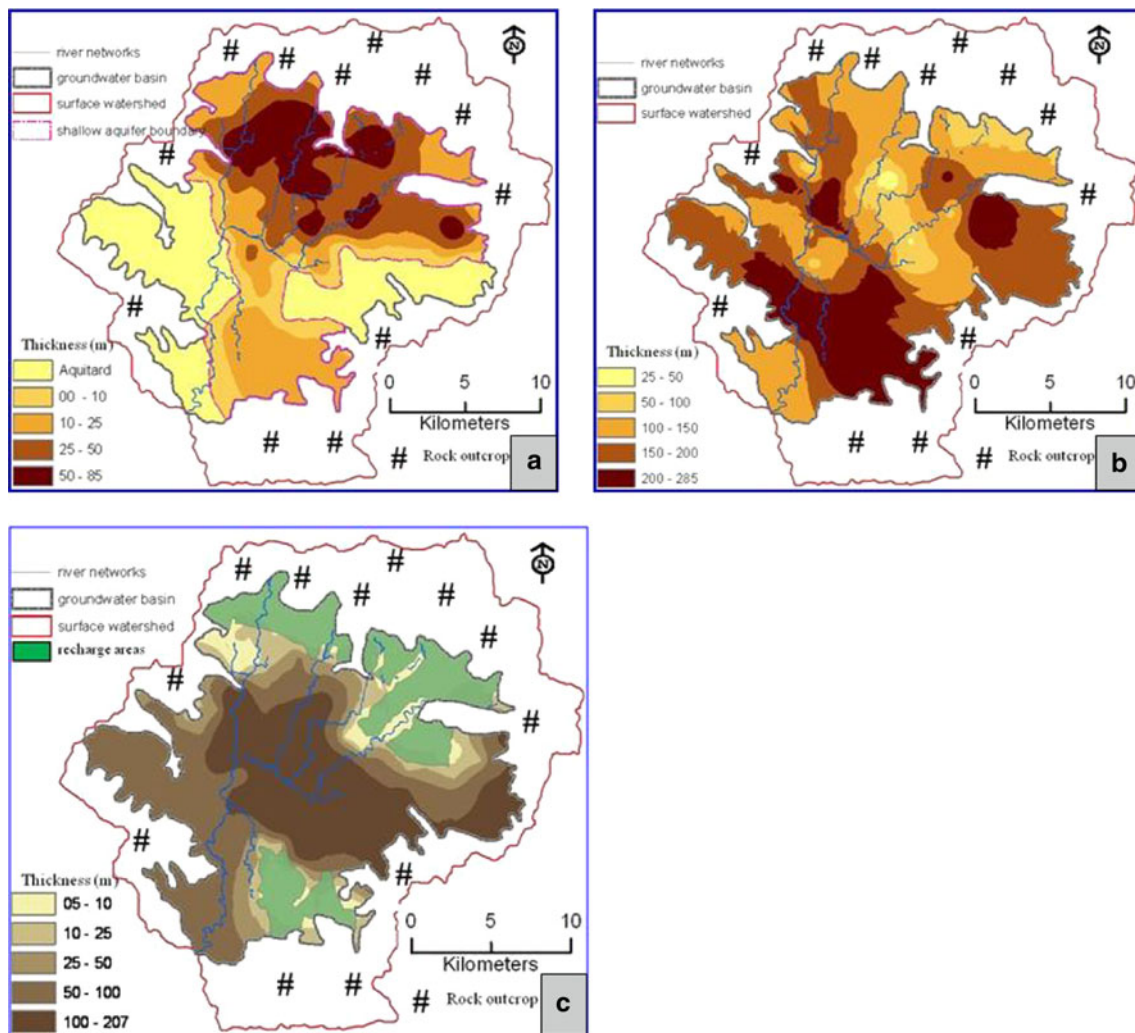 river networks
groundwater basin
surface watershed
shallow aquifer boundary
N
# # # # # # # # # # #
Thickness (m)
Aquitard
00 - 10
10 - 25
25 - 50
50 - 85
0 5 10
Kilometers
# Rock outcrop
a
river networks
groundwater basin
surface watershed
N
# # # # # # # # # # #
Thickness (m)
25 - 50
50 - 100
100 - 150
150 - 200
200 - 285
0 5 10
Kilometers
# Rock outcrop
b
river networks
groundwater basin
surface watershed
recharge areas
N
# # # # # # # # # # #
Thickness (m)
05 - 10
10 - 25
25 - 50
50 - 100
100 - 207
0 5 10
Kilometers
# Rock outcrop
c